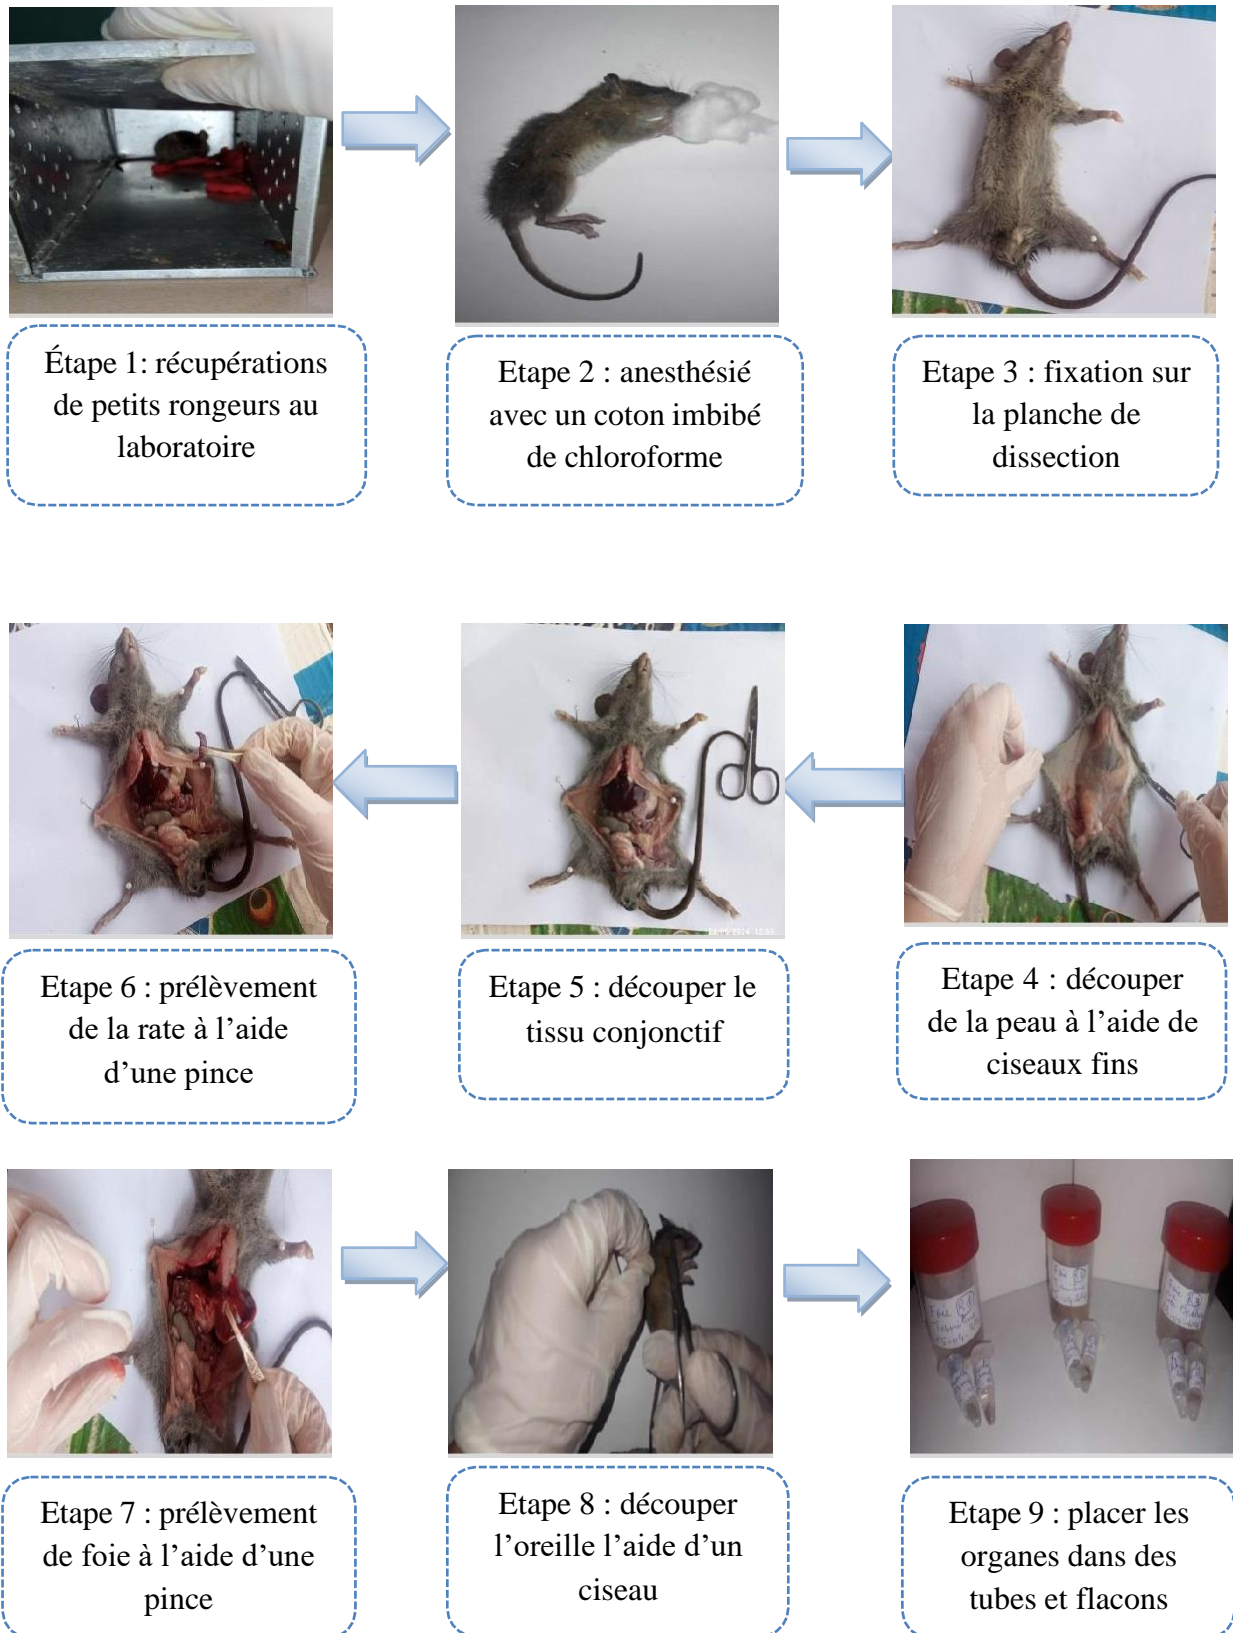 Étape 1: récupérations
de petits rongeurs au
laboratoire
Etape 2 : anesthésié
avec un coton imbibé
de chloroforme
Etape 3 : fixation sur
la planche de
dissection
Etape 6 : prélèvement
de la rate à l’aide
d’une pince
Etape 5 : découper le
tissu conjonctif
Etape 4 : découper
de la peau à l’aide de
ciseaux fins
Etape 7 : prélèvement
de foie à l’aide d’une
pince
Etape 8 : découper
l’oreille l’aide d’un
ciseau
Foie
Foie
Etape 9 : placer les
organes dans des
tubes et flacons